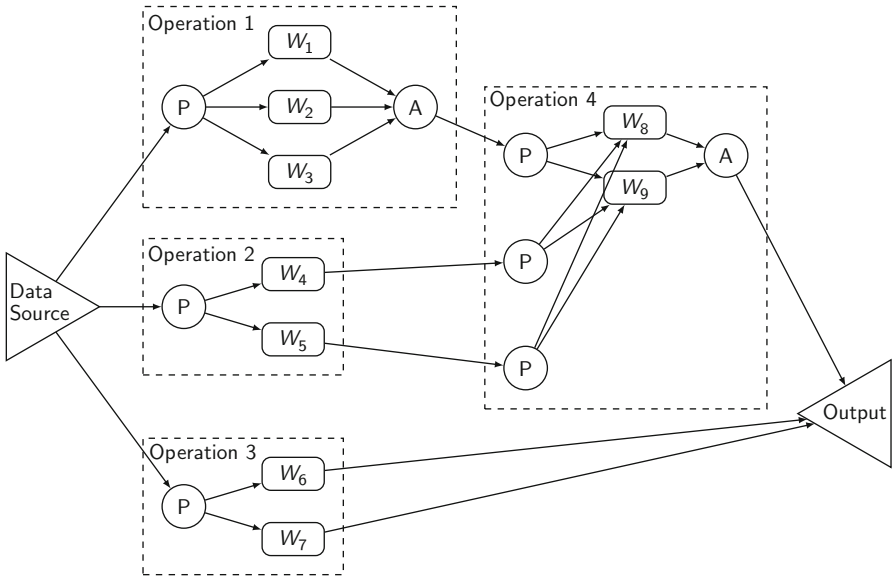 Operation 1
W1
P
W2
A
W3
Operation 4
P
W8
A
W9
P
P
Data
Source
Operation 2
W4
P
W5
Operation 3
W6
P
W7
Output